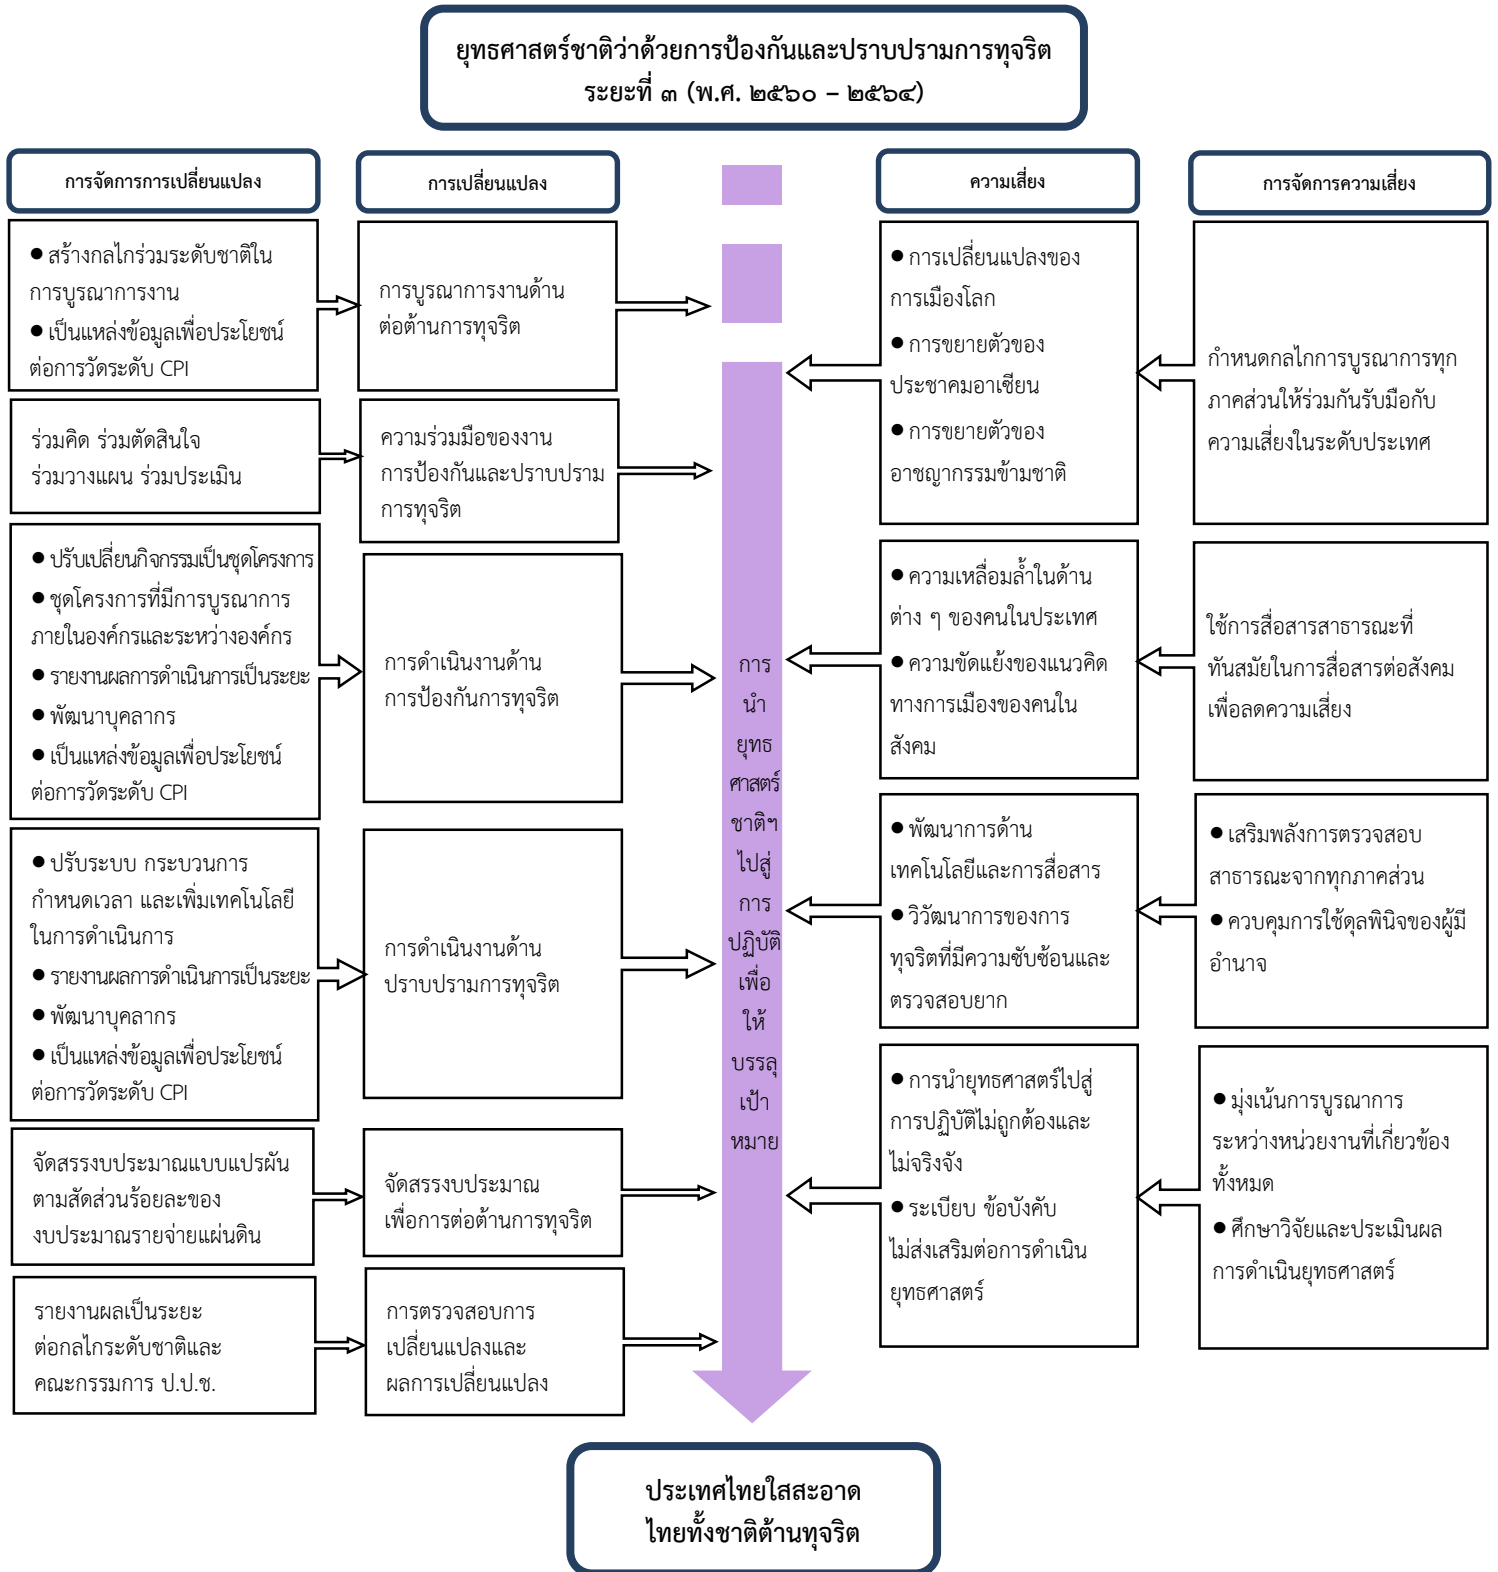 ยุทธศาสตร์ชาติว่าด้วยการป้องกันและปราบปรามการทุจริต
ระยะที่ ๓ (พ.ศ. ๒๕๖๐ – ๒๕๖๔)
การจัดการการเปลี่ยนแปลง
การเปลี่ยนแปลง
ความเสี่ยง
การจัดการความเสี่ยง
● สร้างกลไกร่วมระดับชาติใน
การบูรณาการงาน
● เป็นแหล่งข้อมูลเพื่อประโยชน์
ต่อการวัดระดับ CPI
การบูรณาการงานด้าน
ต่อต้านการทุจริต
ร่วมคิด ร่วมตัดสินใจ
ร่วมวางแผน ร่วมประเมิน
ความร่วมมือของงาน
การป้องกันและปราบปราม
การทุจริต
● ปรับเปลี่ยนกิจกรรมเป็นชุดโครงการ
● ชุดโครงการที่มีการบูรณาการ
ภายในองค์กรและระหว่างองค์กร
● รายงานผลการดำเนินการเป็นระยะ
● พัฒนาบุคลากร
● เป็นแหล่งข้อมูลเพื่อประโยชน์
ต่อการวัดระดับ CPI
การดำเนินงานด้าน
การป้องกันการทุจริต
● ปรับระบบ กระบวนการ
กำหนดเวลา และเพิ่มเทคโนโลยี
ในการดำเนินการ
● รายงานผลการดำเนินการเป็นระยะ
● พัฒนาบุคลากร
● เป็นแหล่งข้อมูลเพื่อประโยชน์
ต่อการวัดระดับ CPI
การดำเนินงานด้าน
ปราบปรามการทุจริต
จัดสรรงบประมาณแบบแปรผัน
ตามสัดส่วนร้อยละของ
งบประมาณรายจ่ายแผ่นดิน
จัดสรรงบประมาณ
เพื่อการต่อต้านการทุจริต
รายงานผลเป็นระยะ
ต่อกลไกระดับชาติและ
คณะกรรมการ ป.ป.ช.
การตรวจสอบการ
เปลี่ยนแปลงและ
ผลการเปลี่ยนแปลง
การ
นำ
ยุทธ
ศาสตร์
ชาติฯ
ไปสู่
การ
ปฏิบัติ
เพื่อ
ให้
บรรลุ
เป้า
หมาย
● การเปลี่ยนแปลงของ
การเมืองโลก
● การขยายตัวของ
ประชาคมอาเซียน
● การขยายตัวของ
อาชญากรรมข้ามชาติ
กำหนดกลไกการบูรณาการทุก
ภาคส่วนให้ร่วมกันรับมือกับ
ความเสี่ยงในระดับประเทศ
● ความเหลื่อมล้ำในด้าน
ต่าง ๆ ของคนในประเทศ
● ความขัดแย้งของแนวคิด
ทางการเมืองของคนใน
สังคม
ใช้การสื่อสารสาธารณะที่
ทันสมัยในการสื่อสารต่อสังคม
เพื่อลดความเสี่ยง
● พัฒนาการด้าน
เทคโนโลยีและการสื่อสาร
● วิวัฒนาการของการ
ทุจริตที่มีความซับซ้อนและ
ตรวจสอบยาก
● เสริมพลังการตรวจสอบ
สาธารณะจากทุกภาคส่วน
● ควบคุมการใช้ดุลพินิจของผู้มี
อำนาจ
● การนำยุทธศาสตร์ไปสู่
การปฏิบัติไม่ถูกต้องและ
ไม่จริงจัง
● ระเบียบ ข้อบังคับ
ไม่ส่งเสริมต่อการดำเนิน
ยุทธศาสตร์
● มุ่งเน้นการบูรณาการ
ระหว่างหน่วยงานที่เกี่ยวข้อง
ทั้งหมด
● ศึกษาวิจัยและประเมินผล
การดำเนินยุทธศาสตร์
ประเทศไทยใสสะอาด
ไทยทั้งชาติต้านทุจริต